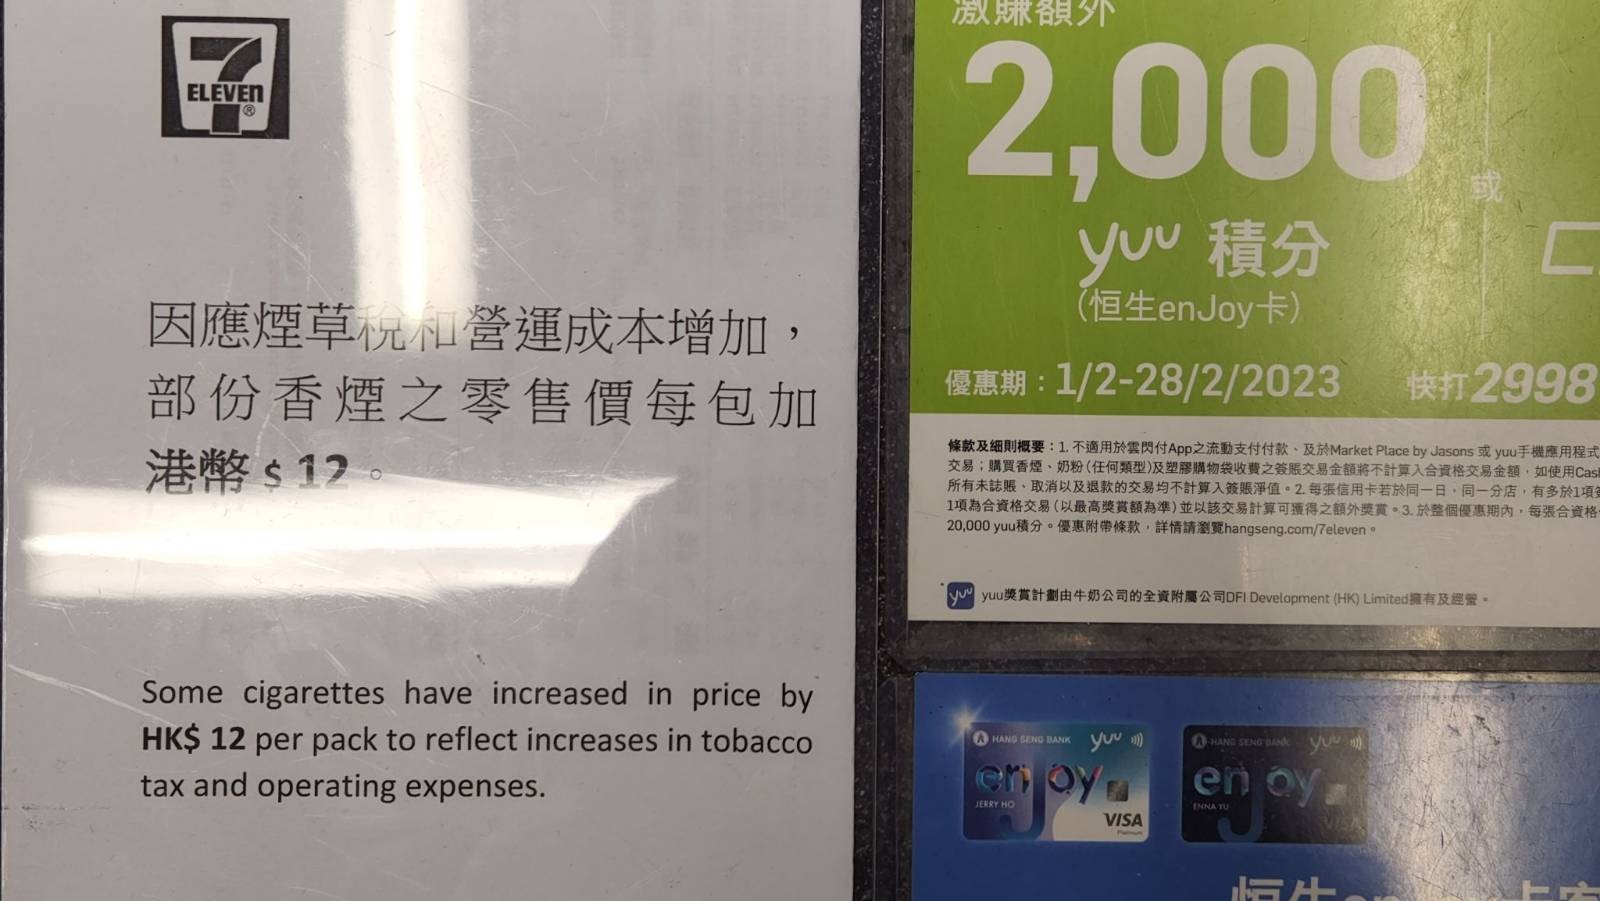 7
ELEVEn
®
因應煙草稅和營運成本增加，
部份香煙之零售價每包加
港幣 $ 12。
Some cigarettes have increased in price by
HK$ 12 per pack to reflect increases in tobacco
tax and operating expenses.
激賺額外
2,000
或
yuu 積分
(恒生enJoy卡)
優惠期：1/2-28/2/2023
快打2998
條款及細則概要：1. 不適用於雲閃付App之流動支付付款、及於Market Place by Jasons 或 yuu手機應用程式
交易；購買香煙、奶粉(任何類型)及塑膠購物袋收費之簽賬交易金額將不計算入合資格交易金額，如使用Cas
所有未誌賬、取消以及退款的交易均不計算入簽賬淨值。2. 每張信用卡若於同一日，同一分店，有多於1項
1項為合資格交易(以最高獎賞額為準)並以該交易計算可獲得之額外獎賞。3. 於整個優惠期內，每張合資格
20,000 yuu積分。優惠附帶條款，詳情請瀏覽hangseng.com/7eleven。
yuu yuu獎賞計劃由牛奶公司的全資附屬公司DFI Development (HK) Limited擁有及經營。
HANG SENG BANK yuu
enJoy
JERRY HO
VISA
Platinum
HANG SENG BANK yuu
enJoy
ENNA YU
VISA
恒生enJoy卡